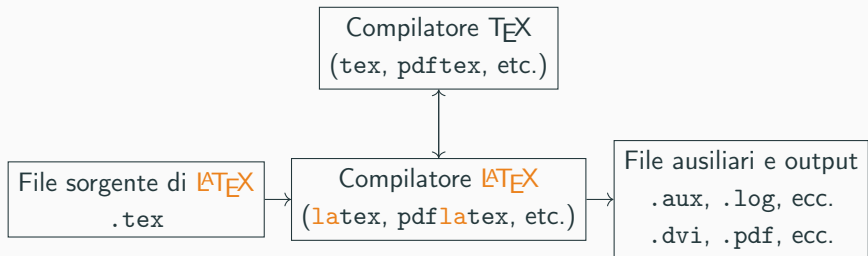 Compilatore TEX
(tex, pdftex, etc.)
File sorgente di LATEX
.tex
Compilatore LATEX
(latex, pdflatex, etc.)
File ausiliari e output
.aux, .log, ecc.
.dvi, .pdf, ecc.